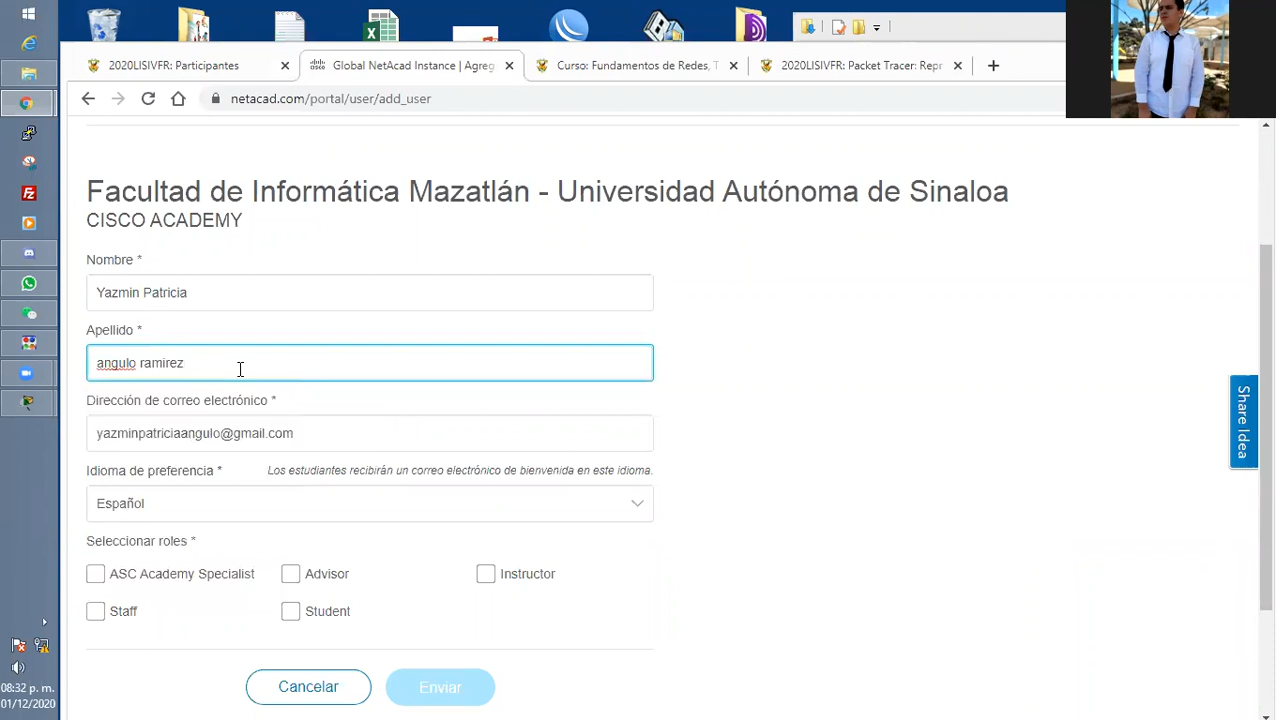 2020LISIVFR: Participantes
Global NetAcad Instance | Agreg
Curso: Fundamentos de Redes, T
2020LISIVFR: Packet Tracer: Repr
netacad.com/portal/user/add_user
Facultad de Informática Mazatlán - Universidad Autónoma de Sinaloa
CISCO ACADEMY
Nombre *
Yazmin Patricia
Apellido *
angulo ramirez
Dirección de correo electrónico *
yazminpatriciaangulo@gmail.com
Idioma de preferencia * Los estudiantes recibirán un correo electrónico de bienvenida en este idioma.
Español
Seleccionar roles *
ASC Academy Specialist Advisor Instructor
Staff Student
Cancelar Enviar
Share Idea
08:32 p. m.
01/12/2020